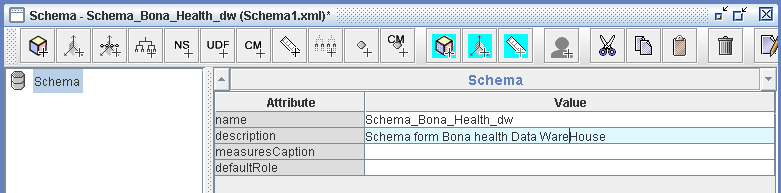 Schema - Schema_Bona_Health_dw (Schema1.xml)*
NS UDF CM CM
Schema
Schema
Attribute Value
name Schema_Bona_Health_dw
description Schema form Bona health Data WareHouse
measuresCaption
defaultRole